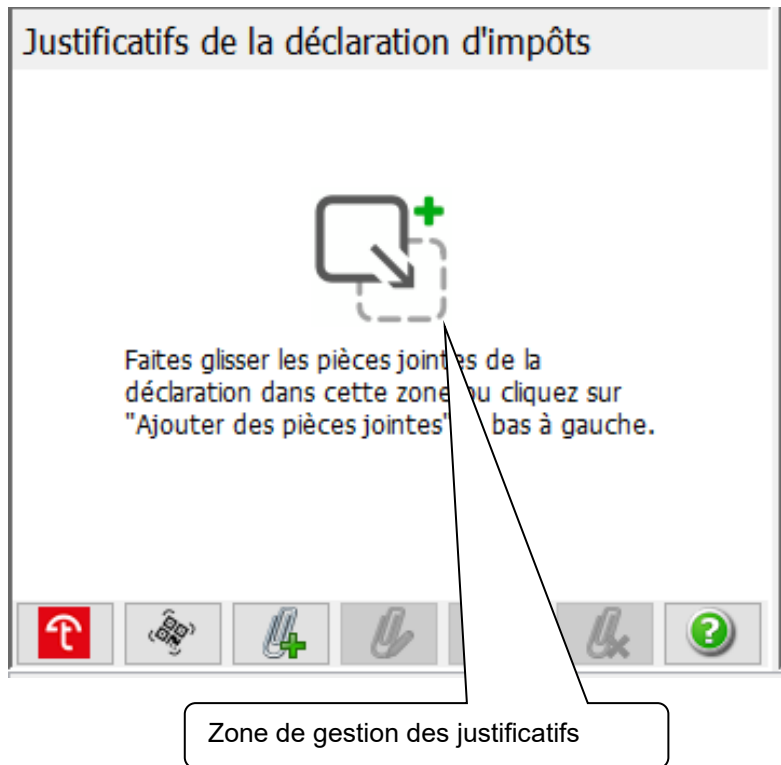 Justificatifs de la déclaration d'impôts
Faites glisser les pièces jointes de la
déclaration dans cette zone ou cliquez sur
"Ajouter des pièces jointes" bas à gauche.
Zone de gestion des justificatifs